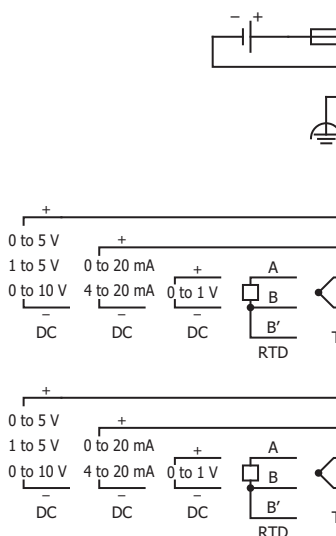 − +
+
0 to 5 V +
1 to 5 V 0 to 20 mA + A
0 to 10 V 4 to 20 mA 0 to 1 V B
− − − B′
DC DC DC RTD T
+
0 to 5 V +
1 to 5 V 0 to 20 mA + A
0 to 10 V 4 to 20 mA 0 to 1 V B
− − − B′
DC DC DC RTD T